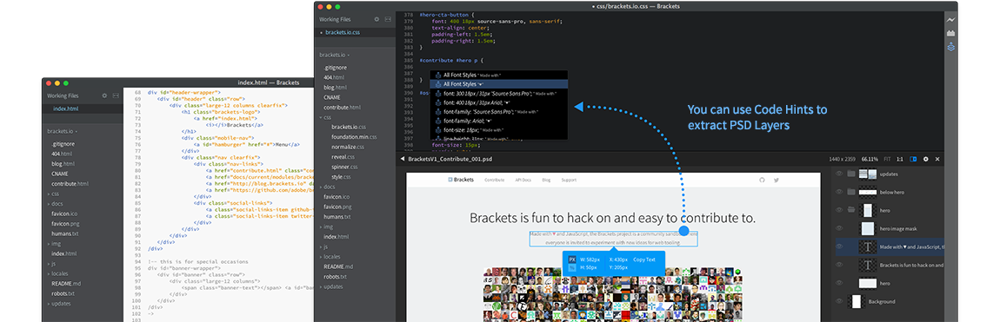 index.html — Brackets
Working Files
index.html
brackets.io
.gitignore
404.html
blog.html
CNAME
contribute.html
css
docs
favicon.ico
favicon.png
humans.txt
img
index.html
js
locales
README.md
robots.txt
updates
68 div id="header-wrapper">
69 <div id="header" class="row">
70 <div class="large-12 columns clearfix">
71 <h1 class="brackets-logo">
72 <a href="index.html">
73 <i></i>Brackets</a>
74 </h1>
75 <div class="mobile-nav">
76 <a id="hamburger" href="#">Menu</a>
77 </div>
78 <div class="nav clearfix">
79 <div class="nav-links">
80 <a href="contribute.html" class="con
81 <a href="docs/current/modules/bracke
82 <a href="http://blog.brackets.io" da
83 <a href="https://github.com/adobe/br
84 </div>
85 <div class="social-links">
86 <a class="social-links-item github-
87 <a class="social-links-item twitter
88 </div>
89 </div>
90 </div>
91 </div>
92 /div>
93
94 !-- this is for special occasions
95 div id="banner-wrapper">
96 <div id="banner" class="row">
97 <div class="large-12 columns">
98 <span class="banner-text"></span> <a id="ban
99 </div>
100 </div>
101 /div>
102 ->
103
css/brackets.io.css — Brackets
Working Files
brackets.io.css
brackets.io
.gitignore
404.html
blog.html
CNAME
contribute.html
css
brackets.io.css
foundation.min.css
normalize.css
reveal.css
spinner.css
style.css
docs
favicon.ico
favicon.png
humans.txt
img
index.html
js
locales
README.md
robots.txt
updates
378 #hero-cta-button {
379 font: 400 18px source-sans-pro, sans-serif;
380 text-align: center;
381 padding-left: 1.5em;
382 padding-right: 1.5em;
383 }
384
385 #contribute #hero p {
386
All Font Styles "Made with"
All Font Styles "♥"
font: 300 18px / 31px 'Source Sans Pro'; "Made with"
font: 400 18px / 31px Arial; "♥"
font-family: 'Source Sans Pro'; "Made with"
font-family: Arial; "♥"
font-size: 18px; "Made with"
line-height: 31px; "Made with"
font-size: 15px;
You can use Code Hints to
extract PSD Layers
BracketsV1_Contribute_001.psd
1440 x 2359 66.11% FIT 1:1
Brackets Contribute API Docs Blog Support
Brackets is fun to hack on and easy to contribute to.
Made with ♥ and JavaScript, the Brackets project is a community
everyone is invited to experiment with new ideas for web tooling.
PX W: 582px X: 430px Copy Text
H: 50px Y: 205px
updates
below hero
hero
hero image mask
Made with ♥ and JavaScript, th
Brackets is fun to hack on and
hero
Background